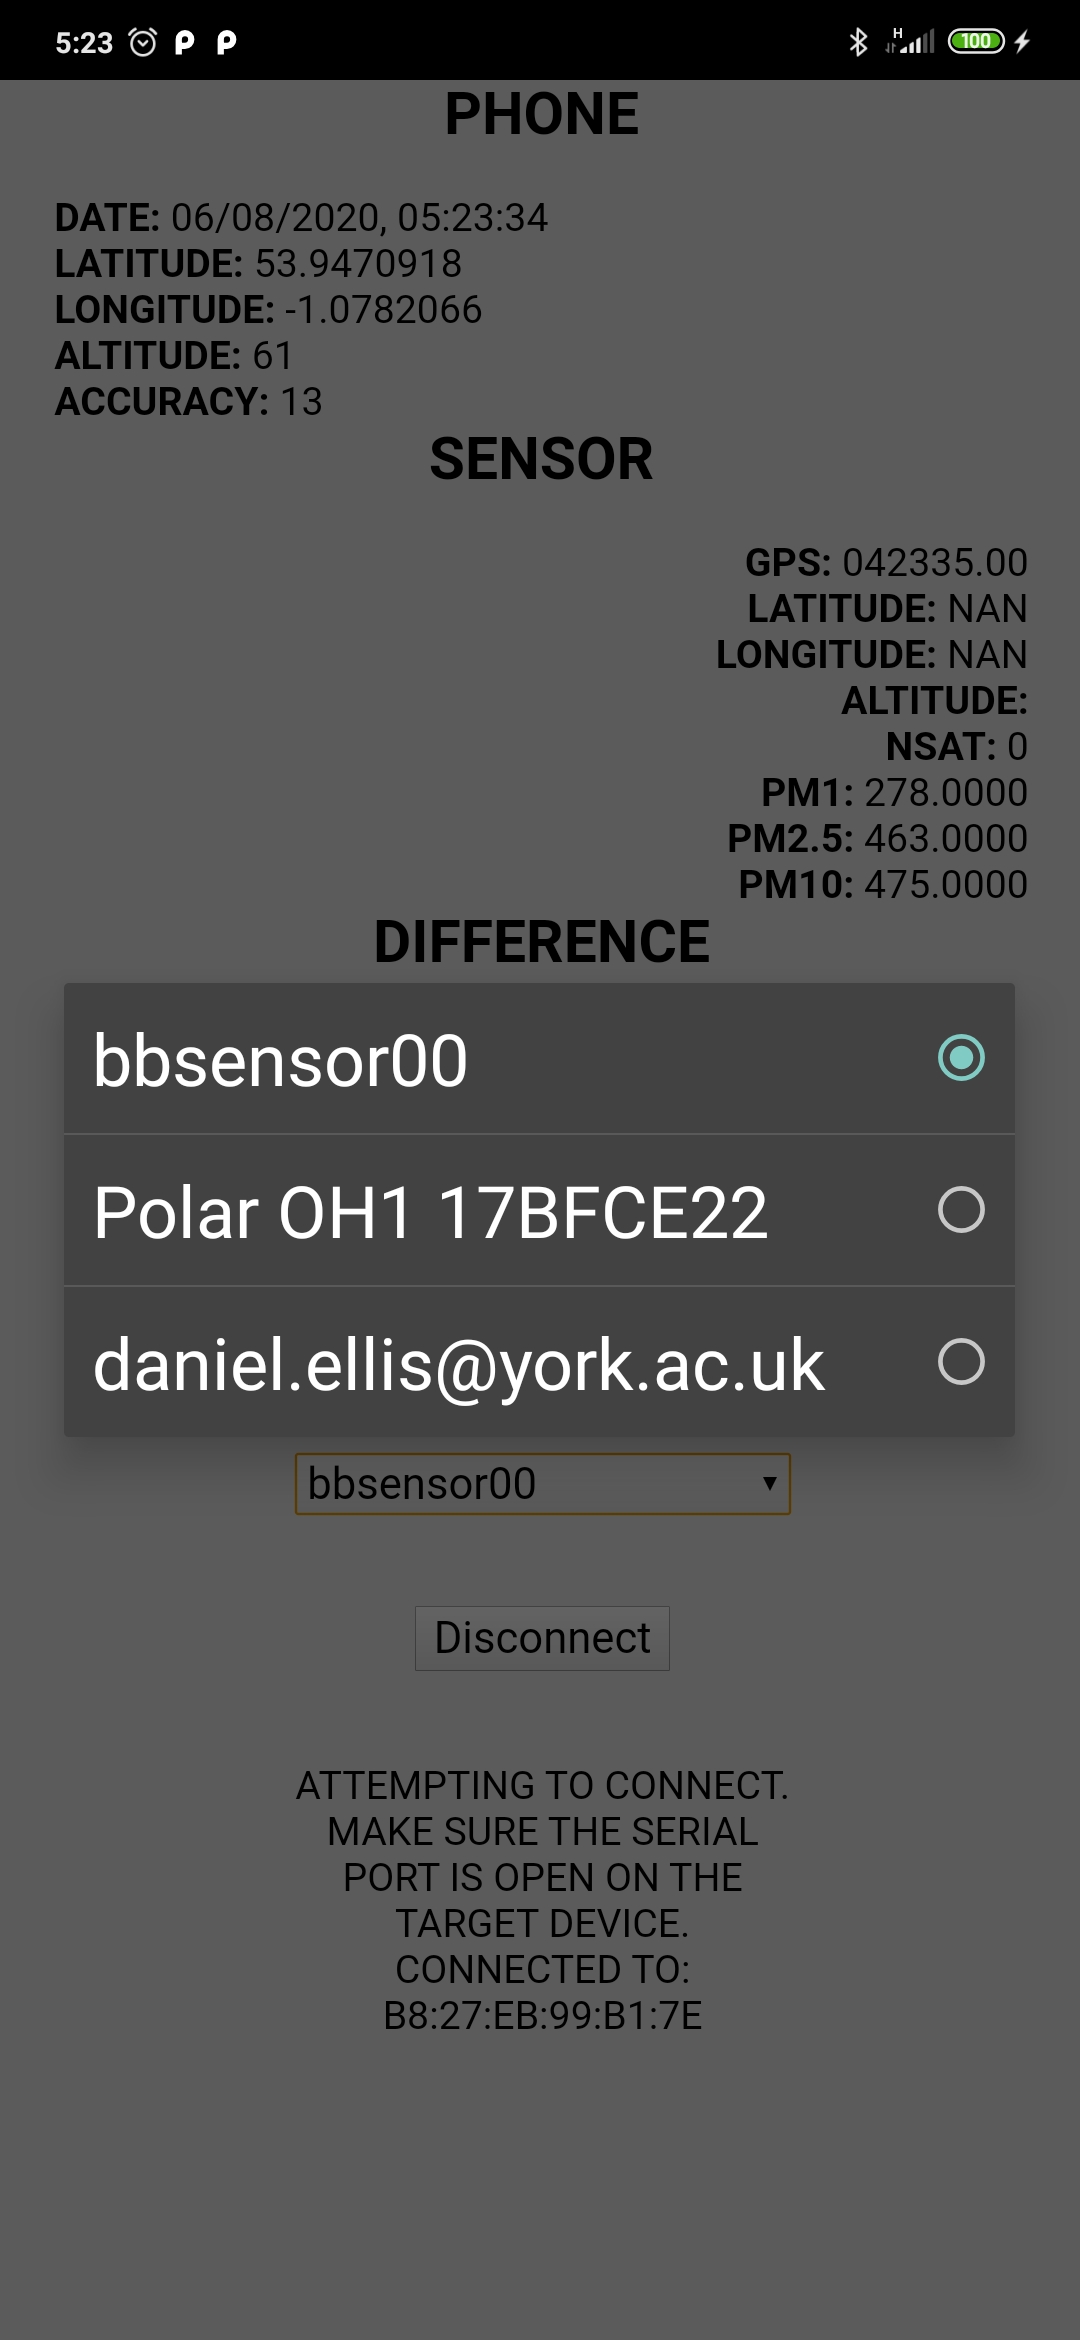 5:23
H
100
PHONE
DATE: 06/08/2020, 05:23:34
LATITUDE: 53.9470918
LONGITUDE: -1.0782066
ALTITUDE: 61
ACCURACY: 13
SENSOR
GPS: 042335.00
LATITUDE: NAN
LONGITUDE: NAN
ALTITUDE:
NSAT: 0
PM1: 278.0000
PM2.5: 463.0000
PM10: 475.0000
DIFFERENCE
bbsensor00
Polar OH1 17BFCE22
daniel.ellis@york.ac.uk
bbsensor00
Disconnect
ATTEMPTING TO CONNECT.
MAKE SURE THE SERIAL
PORT IS OPEN ON THE
TARGET DEVICE.
CONNECTED TO:
B8:27:EB:99:B1:7E